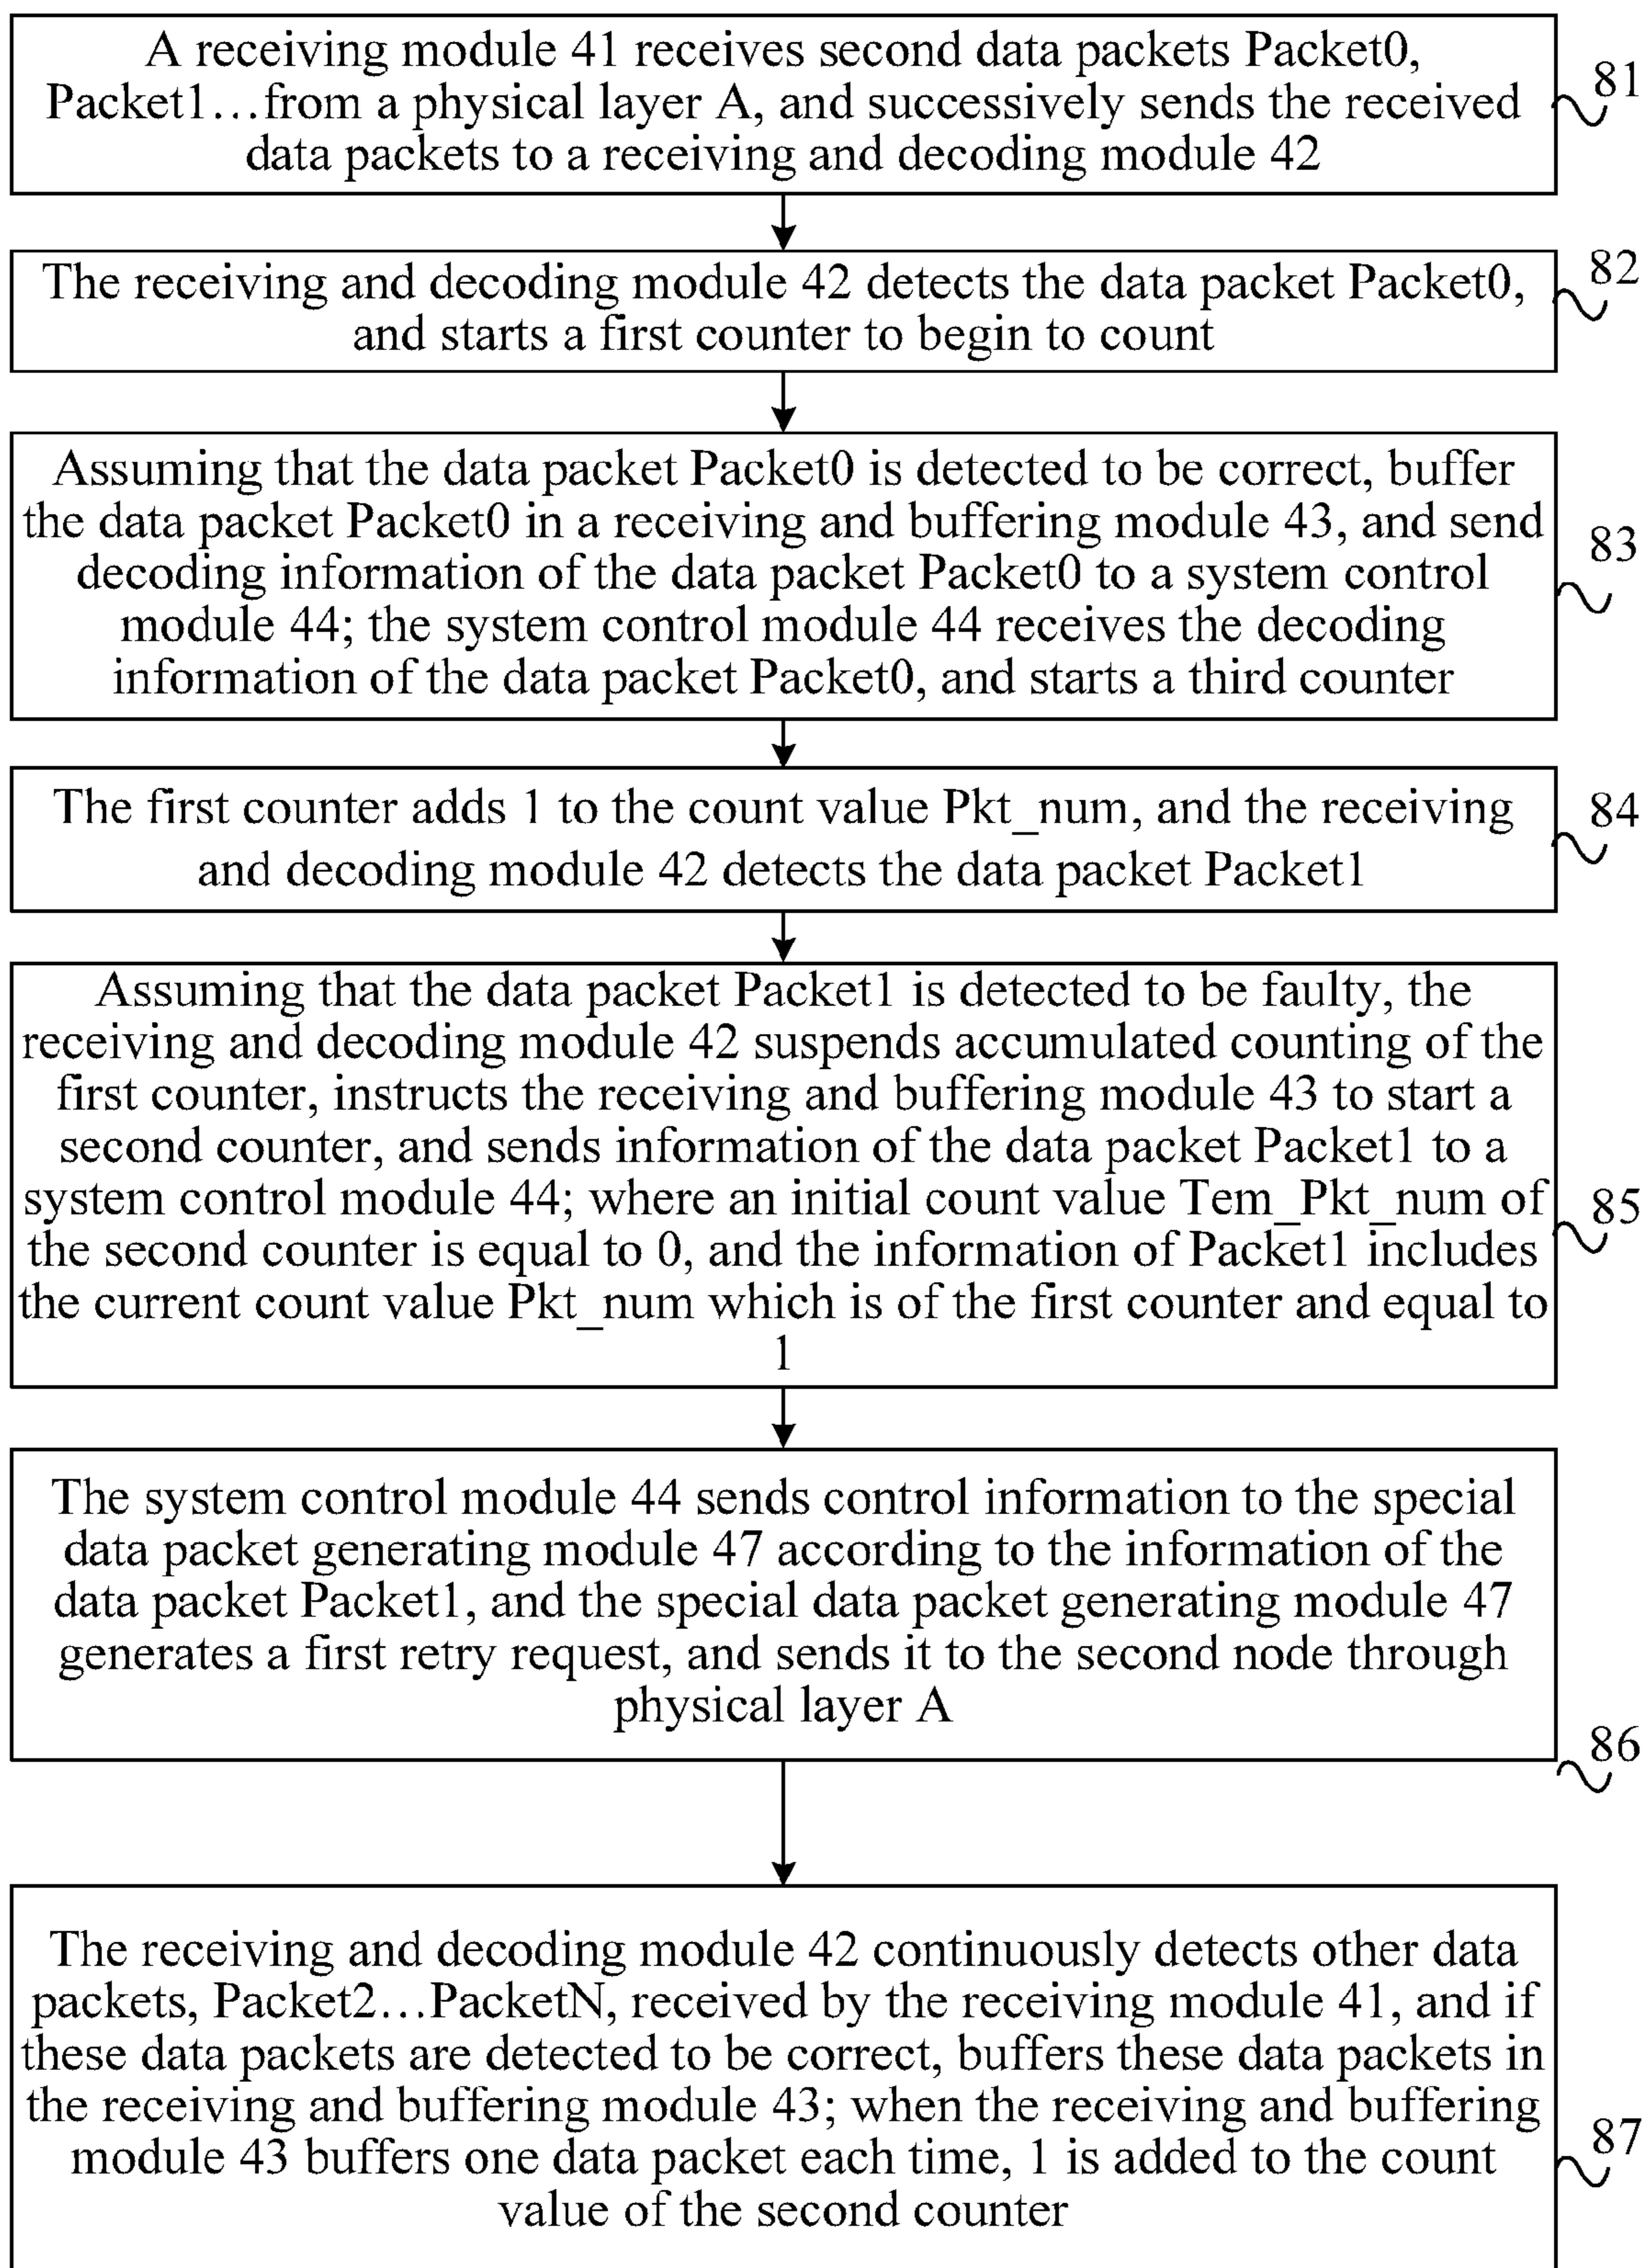 A receiving module 41 receives second data packets Packet0,
Packet1…from a physical layer A, and successively sends the received
data packets to a receiving and decoding module 42
81
The receiving and decoding module 42 detects the data packet Packet0,
and starts a first counter to begin to count
82
Assuming that the data packet Packet0 is detected to be correct, buffer
the data packet Packet0 in a receiving and buffering module 43, and send
decoding information of the data packet Packet0 to a system control
module 44; the system control module 44 receives the decoding
information of the data packet Packet0, and starts a third counter
83
The first counter adds 1 to the count value Pkt_num, and the receiving
and decoding module 42 detects the data packet Packet1
84
Assuming that the data packet Packet1 is detected to be faulty, the
receiving and decoding module 42 suspends accumulated counting of the
first counter, instructs the receiving and buffering module 43 to start a
second counter, and sends information of the data packet Packet1 to a
system control module 44; where an initial count value Tem_Pkt_num of
the second counter is equal to 0, and the information of Packet1 includes
the current count value Pkt_num which is of the first counter and equal to
1
85
The system control module 44 sends control information to the special
data packet generating module 47 according to the information of the
data packet Packet1, and the special data packet generating module 47
generates a first retry request, and sends it to the second node through
physical layer A
86
The receiving and decoding module 42 continuously detects other data
packets, Packet2…PacketN, received by the receiving module 41, and if
these data packets are detected to be correct, buffers these data packets in
the receiving and buffering module 43; when the receiving and buffering
module 43 buffers one data packet each time, 1 is added to the count
value of the second counter
87